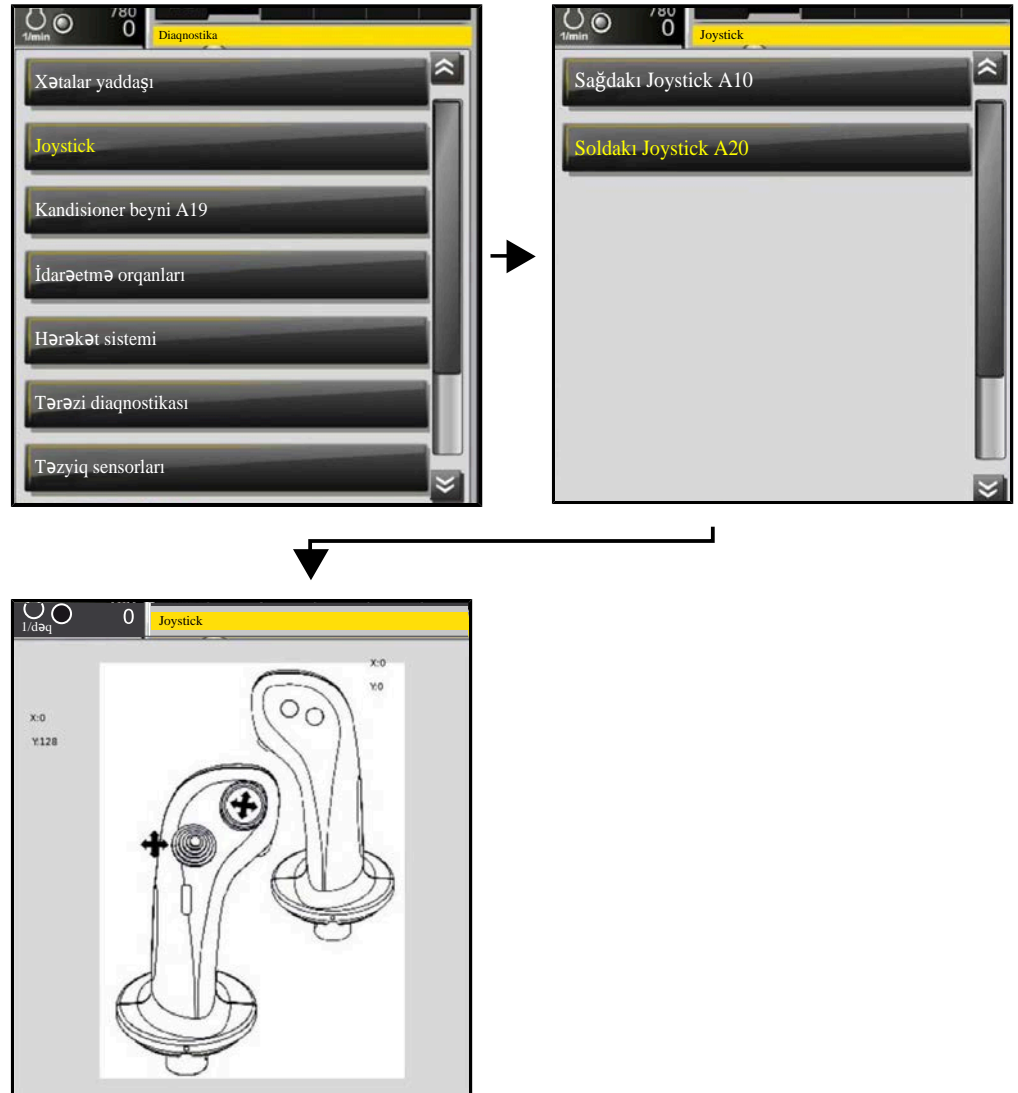 780
1/min
0
Diaqnostika
Xətalar yaddaşı
Joystick
Kandisioner beyni A19
İdarəetmə orqanları
Hərəkət sistemi
Tərəzi diaqnostikası
Təzyiq sensorları
780
1/min
0
Joystick
Sağdakı Joystick A10
Soldakı Joystick A20
1/dəq
0
Joystick
X:0
Y:0
X:0
Y:128